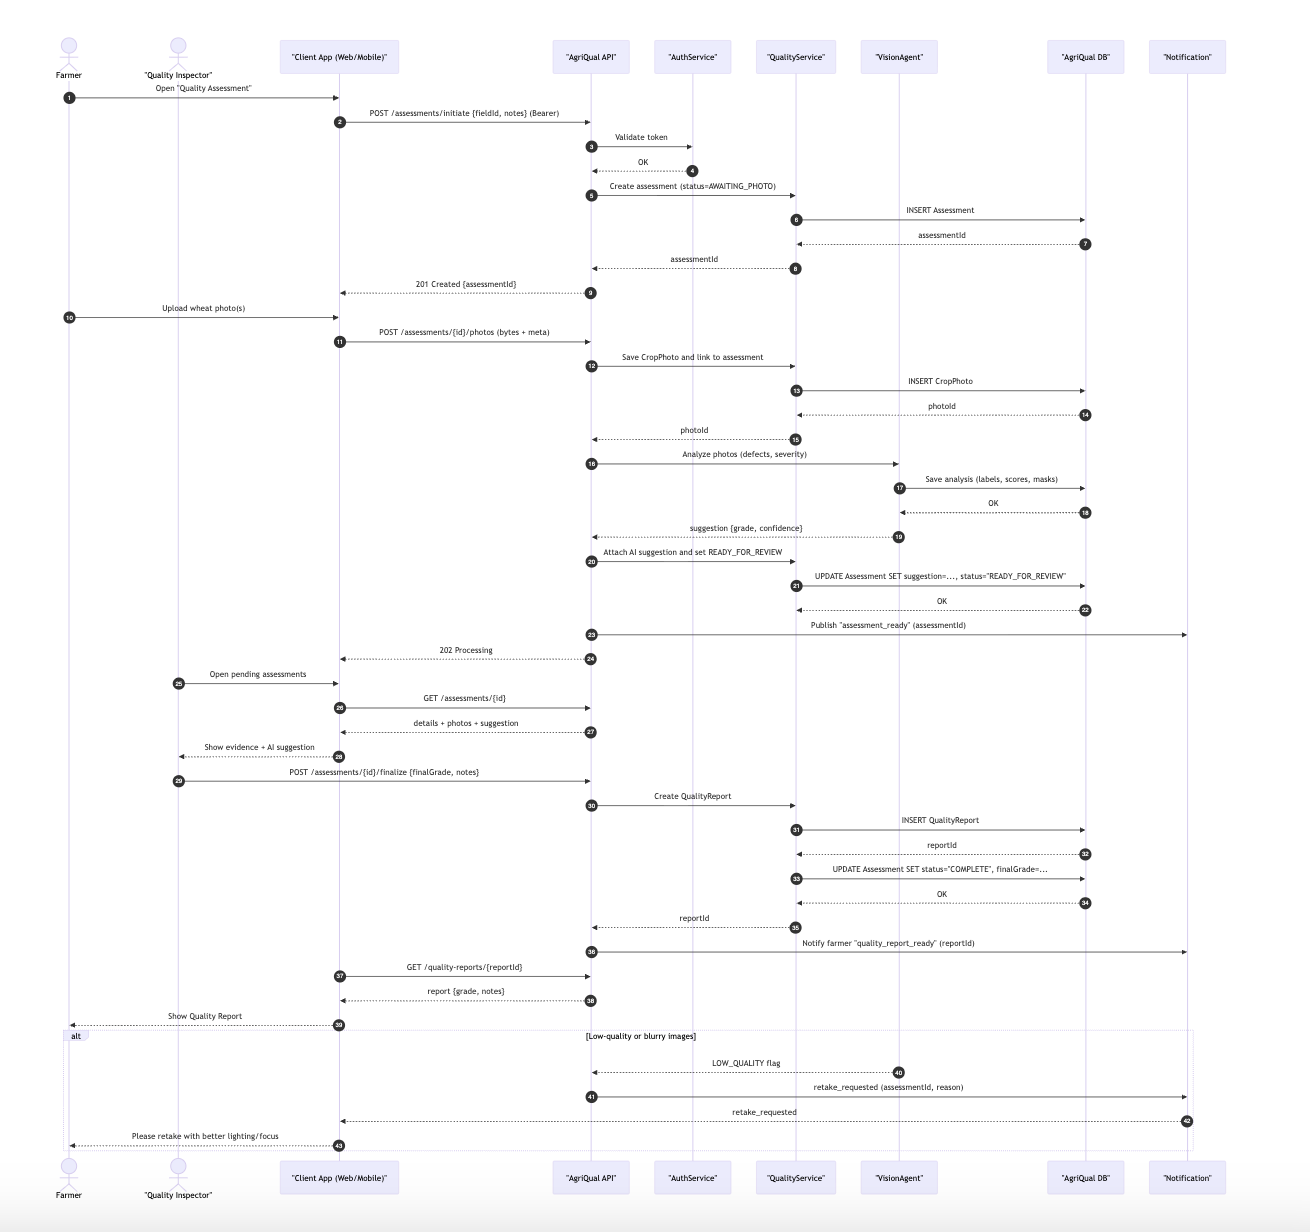 Farmer
"Quality Inspector"
"Client App (Web/Mobile)"
"AgriQual API"
"AuthService"
"QualityService"
"VisionAgent"
"AgriQual DB"
"Notification"
1
Open "Quality Assessment"
2
POST /assessments/initiate {fieldId, notes} (Bearer)
3
Validate token
4
OK
5
Create assessment (status=AWAITING_PHOTO)
6
INSERT Assessment
7
assessmentId
8
assessmentId
9
201 Created {assessmentId}
10
Upload wheat photo(s)
11
POST /assessments/{id}/photos (bytes + meta)
12
Save CropPhoto and link to assessment
13
INSERT CropPhoto
14
photoId
15
photoId
16
Analyze photos (defects, severity)
17
Save analysis (labels, scores, masks)
18
OK
19
suggestion {grade, confidence}
20
Attach AI suggestion and set READY_FOR_REVIEW
21
UPDATE Assessment SET suggestion=..., status="READY_FOR_REVIEW"
22
OK
23
Publish "assessment_ready" (assessmentId)
24
202 Processing
25
Open pending assessments
26
GET /assessments/{id}
27
details + photos + suggestion
28
Show evidence + AI suggestion
29
POST /assessments/{id}/finalize {finalGrade, notes}
30
Create QualityReport
31
INSERT QualityReport
32
reportId
33
UPDATE Assessment SET status="COMPLETE", finalGrade=...
34
OK
35
reportId
36
Notify farmer "quality_report_ready" (reportId)
37
GET /quality-reports/{reportId}
38
report {grade, notes}
39
Show Quality Report
alt
[Low-quality or blurry images]
40
LOW_QUALITY flag
41
retake_requested (assessmentId, reason)
42
retake_requested
43
Please retake with better lighting/focus
Farmer
"Quality Inspector"
"Client App (Web/Mobile)"
"AgriQual API"
"AuthService"
"QualityService"
"VisionAgent"
"AgriQual DB"
"Notification"